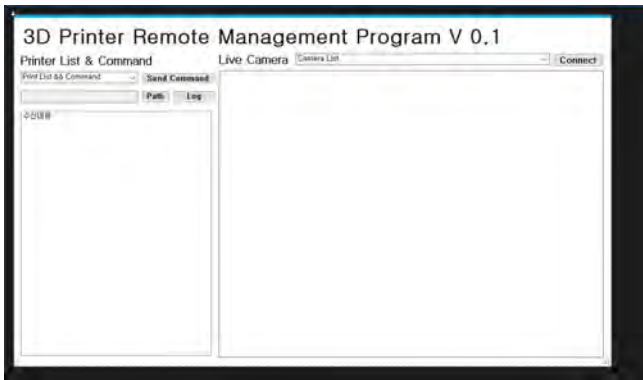 3D Printer Remote Management Program V 0.1
Printer List & Command
Live Camera
Camera List
Connect
Print List && Command
Send Command
Path
Log
수신내용